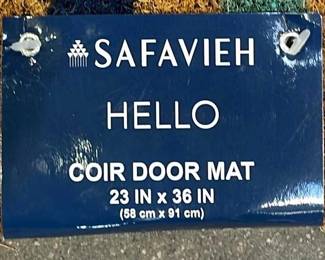 SAFAVIEH
HELLO
COIR DOOR MAT
23 IN x 36 IN
(58 cm x 91 cm)